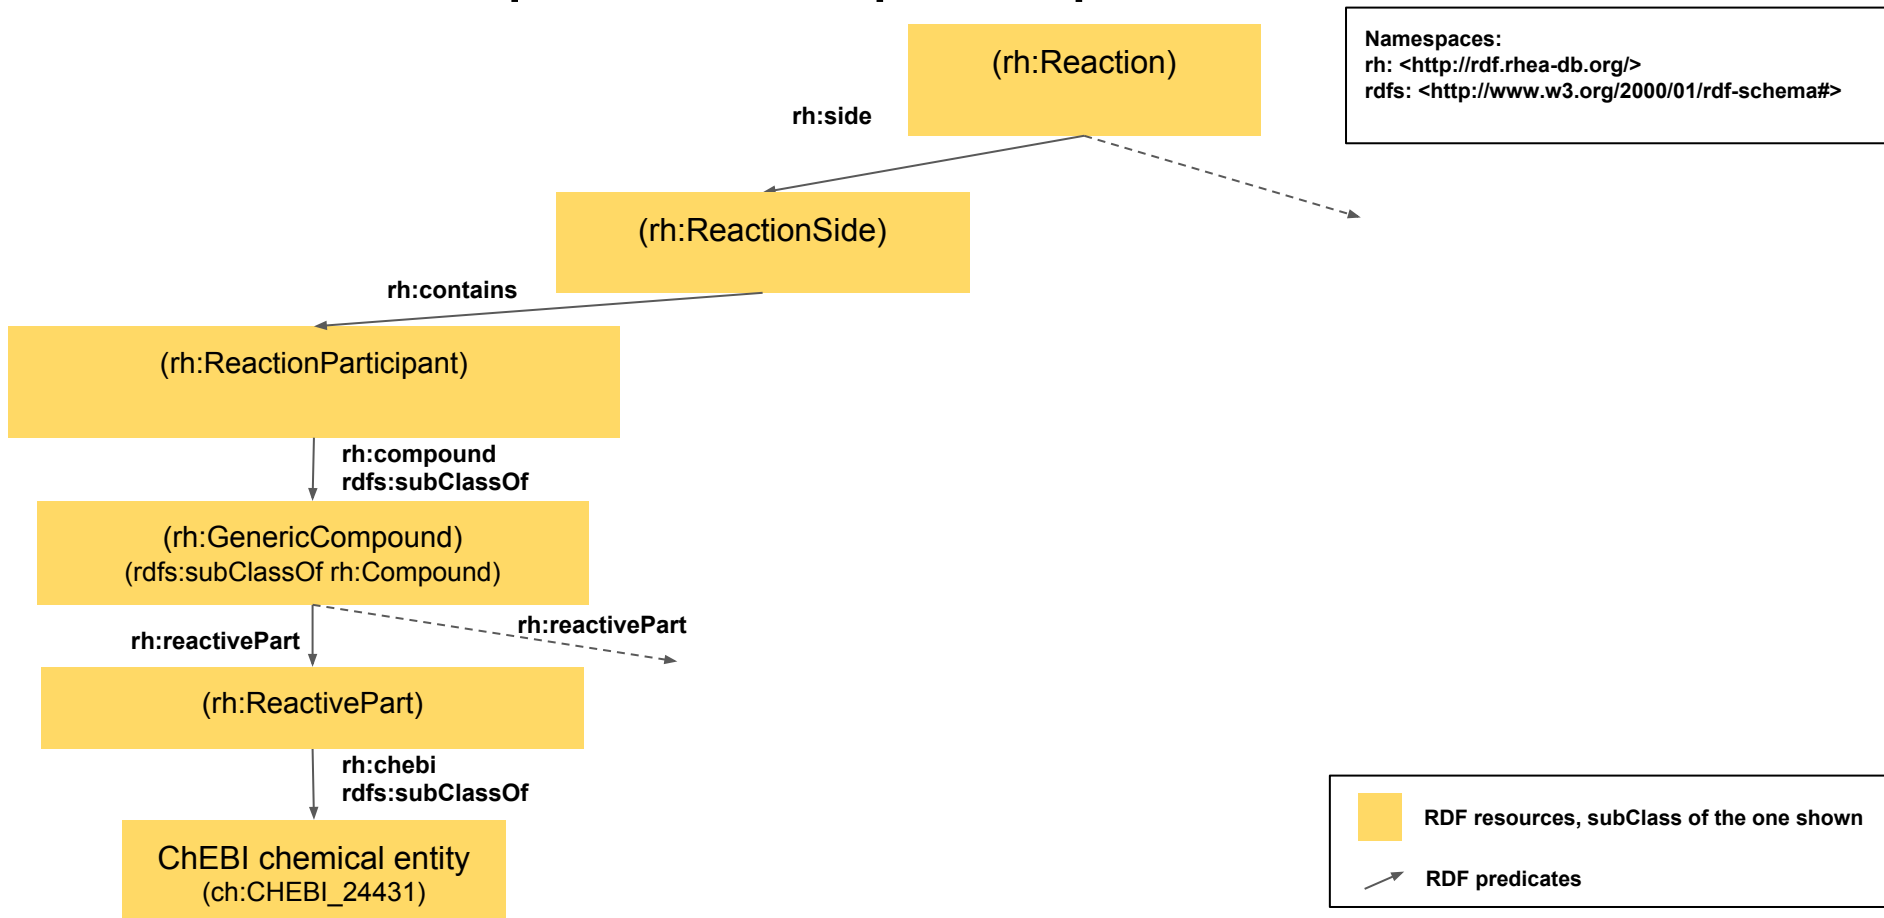 (rh:Reaction)
Namespaces:
rh: <http://rdf.rhea-db.org/>
rdfs: <http://www.w3.org/2000/01/rdf-schema#>
rh:side
(rh:ReactionSide)
rh:contains
(rh:ReactionParticipant)
rh:compound
rdfs:subClassOf
(rh:GenericCompound)
(rdfs:subClassOf rh:Compound)
rh:reactivePart
rh:reactivePart
(rh:ReactivePart)
rh:chebi
rdfs:subClassOf
ChEBI chemical entity
(ch:CHEBI_24431)
RDF resources, subClass of the one shown
RDF predicates